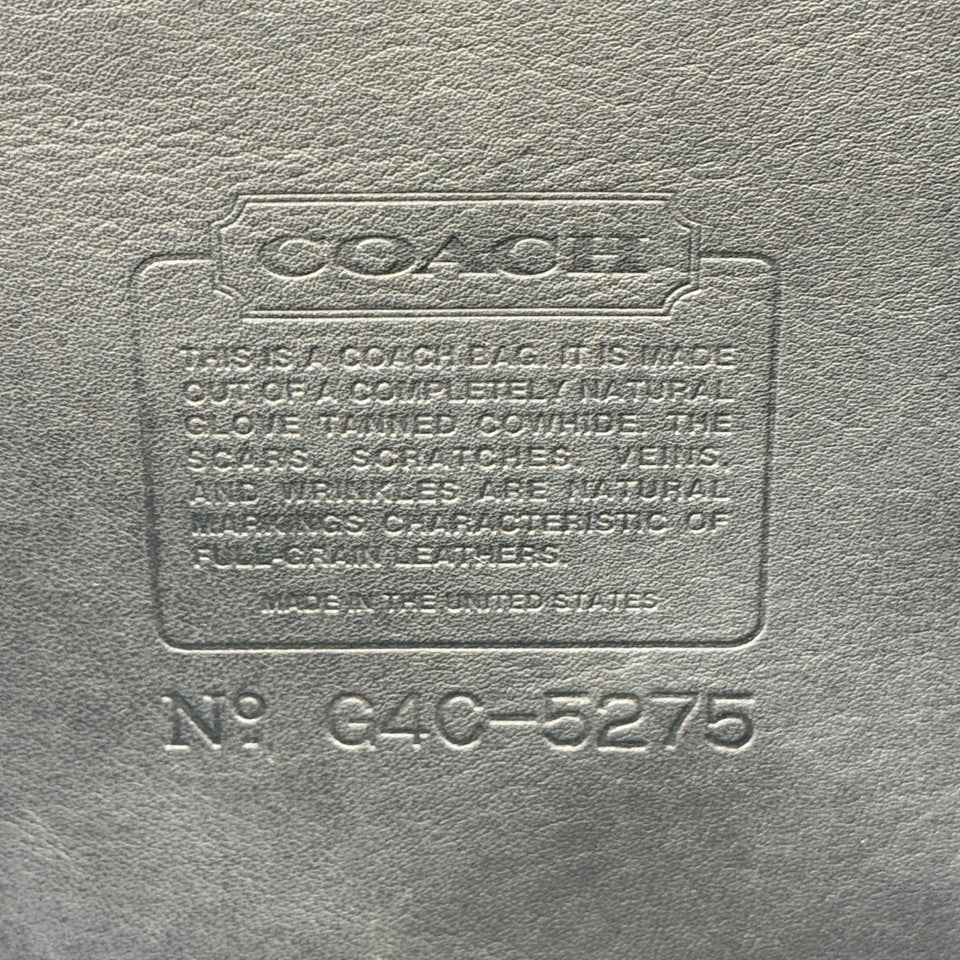 COACH
THIS IS A COACH BAG. IT IS MADE
OUT OF A COMPLETELY NATURAL
GLOVE TANNED COWHIDE. THE
SCARS, SCRATCHES, VEINS,
AND WRINKLES ARE NATURAL
MARKINGS CHARACTERISTIC OF
FULL-GRAIN LEATHERS.
MADE IN THE UNITED STATES
Nº G4C-5275